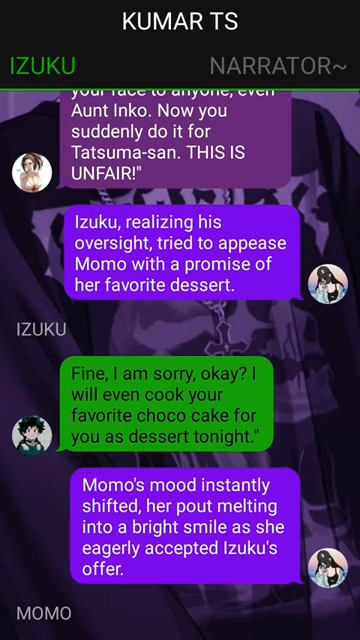 KUMAR TS
IZUKU
NARRATOR~
your face to anyone, even
Aunt Inko. Now you
suddenly do it for
Tatsuma-san. THIS IS
UNFAIR!"
Izuku, realizing his
oversight, tried to appease
Momo with a promise of
her favorite dessert.
IZUKU
Fine, I am sorry, okay? I
will even cook your
favorite choco cake for
you as dessert tonight."
Momo's mood instantly
shifted, her pout melting
into a bright smile as she
eagerly accepted Izuku's
offer.
MOMO